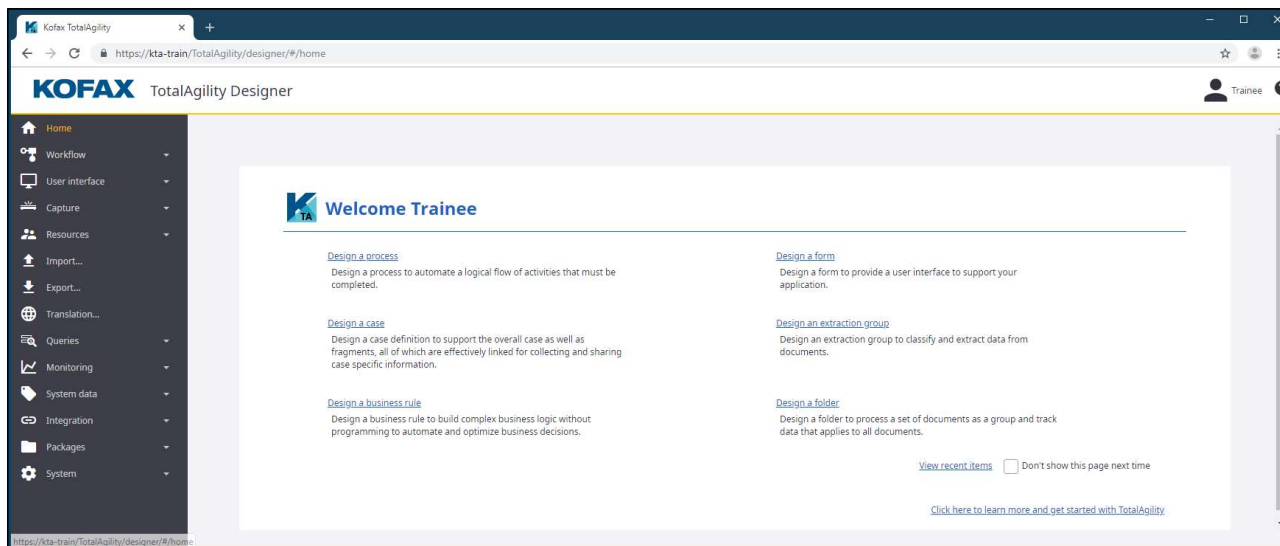 Kofax TotalAgility
https://kta-train/TotalAgility/designer/#/home
KOFAX TotalAgility Designer
Trainee
Home
Workflow
User interface
Capture
Resources
Import...
Export...
Translation...
Queries
Monitoring
System data
Integration
Packages
System
KTA Welcome Trainee
Design a process
Design a process to automate a logical flow of activities that must be
completed.
Design a form
Design a form to provide a user interface to support your
application.
Design a case
Design a case definition to support the overall case as well as
fragments, all of which are effectively linked for collecting and sharing
case specific information.
Design an extraction group
Design an extraction group to classify and extract data from
documents.
Design a business rule
Design a business rule to build complex business logic without
programming to automate and optimize business decisions.
Design a folder
Design a folder to process a set of documents as a group and track
data that applies to all documents.
View recent items Don't show this page next time
Click here to learn more and get started with TotalAgility
https://kta-train/TotalAgility/designer/#/home